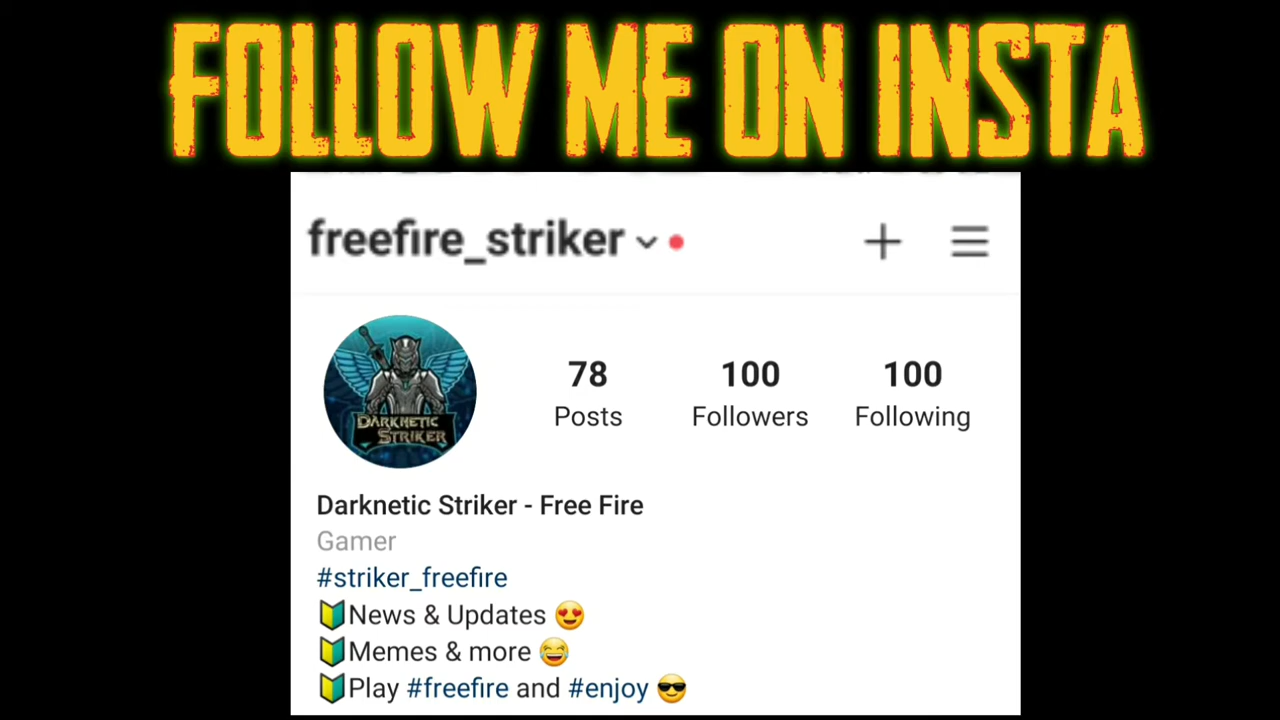 FOLLOW ME ON INSTA
freefire_striker
78 100 100
Posts Followers Following
DARKNETIC
STRIKER
Darknetic Striker - Free Fire
Gamer
#striker_freefire
🔰News & Updates 😍
🔰Memes & more 😂
🔰Play #freefire and #enjoy 😎